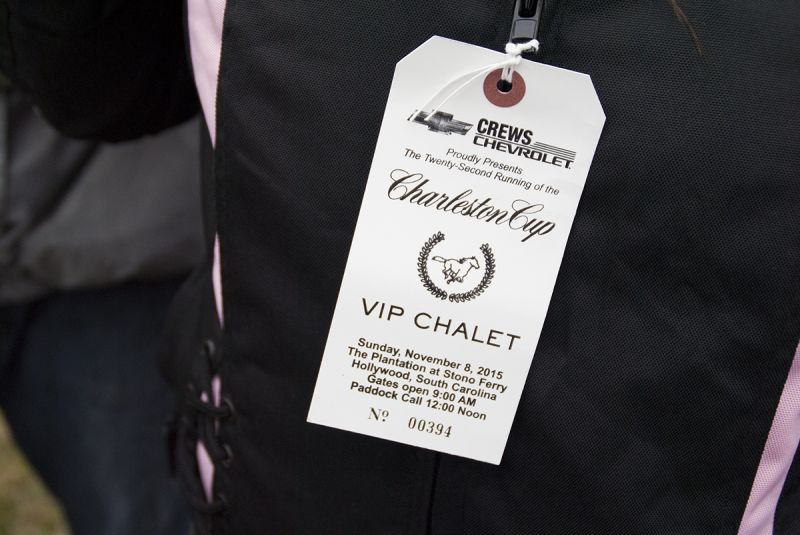 CREWS
CHEVROLET
Proudly Presents
The Twenty-Second Running of the
Charleston Cup
VIP CHALET
Sunday, November 8, 2015
The Plantation at Stono Ferry
Hollywood, South Carolina
Gates open 9:00 AM
Paddock Call 12:00 Noon
Nº 00394